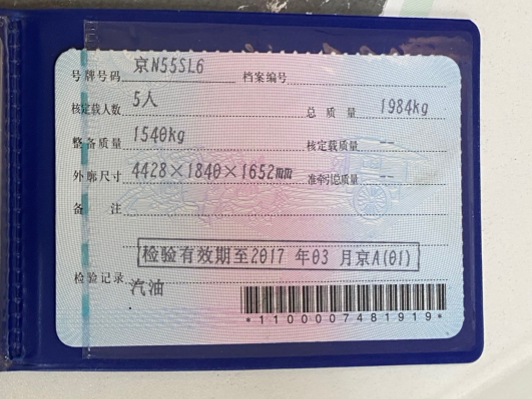 号牌号码 京N55SL6 档案编号
核定载人数 5人 总质量 1984kg
整备质量 1540kg 核定载质量 --
外廓尺寸 4428×1840×1652mm 准牵引总质量 --
备注
检验有效期至2017年03月京A(01)
检验记录 汽油
*1100007481919*